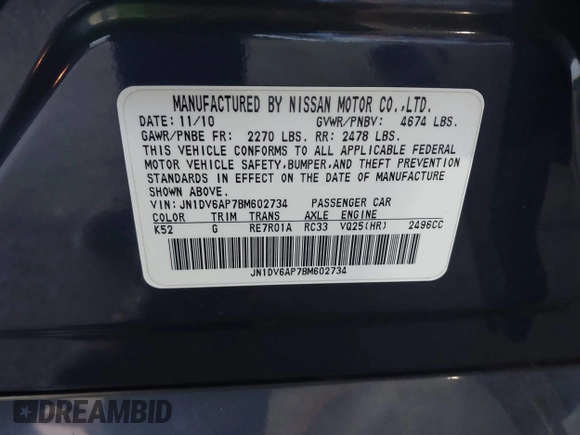 MANUFACTURED BY NISSAN MOTOR CO.,LTD.
DATE: 11/10 GVWR/PNBV: 4674 LBS.
GAWR/PNBE FR: 2270 LBS. RR: 2478 LBS.
THIS VEHICLE CONFORMS TO ALL APPLICABLE FEDERAL
MOTOR VEHICLE SAFETY,BUMPER,AND THEFT PREVENTION
STANDARDS IN EFFECT ON THE DATE OF MANUFACTURE
SHOWN ABOVE.
VIN: JN1DV6AP7BM602734 PASSENGER CAR
COLOR TRIM TRANS AXLE ENGINE
K52 G RE7R01A RC33 VQ25(HR) 2496CC
JN1DV6AP7BM602734
DREAMBID